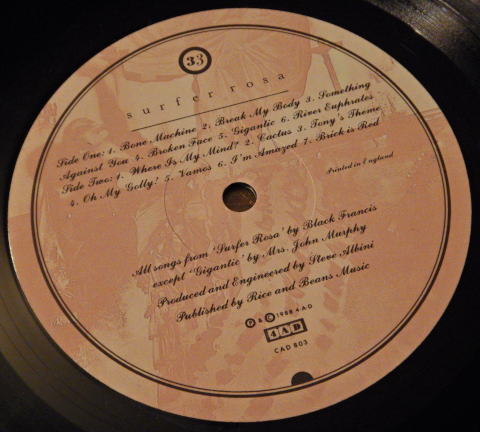 33
surfer rosa
Side One: 1. Bone Machine 2. Break My Body 3. Something
Against You 4. Broken Face 5. Gigantic 6. River Euphrates
Side Two: 1. Where Is My Mind? 2. Cactus 3. Tony's Theme
4. Oh My Golly! 5. Vamos 6. I'm Amazed 7. Brick is Red
Printed in England
All songs from 'Surfer Rosa' by Black Francis
except 'Gigantic' by Mrs. John Murphy
Produced and Engineered by Steve Albini
Published by Rice and Beans Music
℗ & © 1988 4 A D
4AD
CAD 803